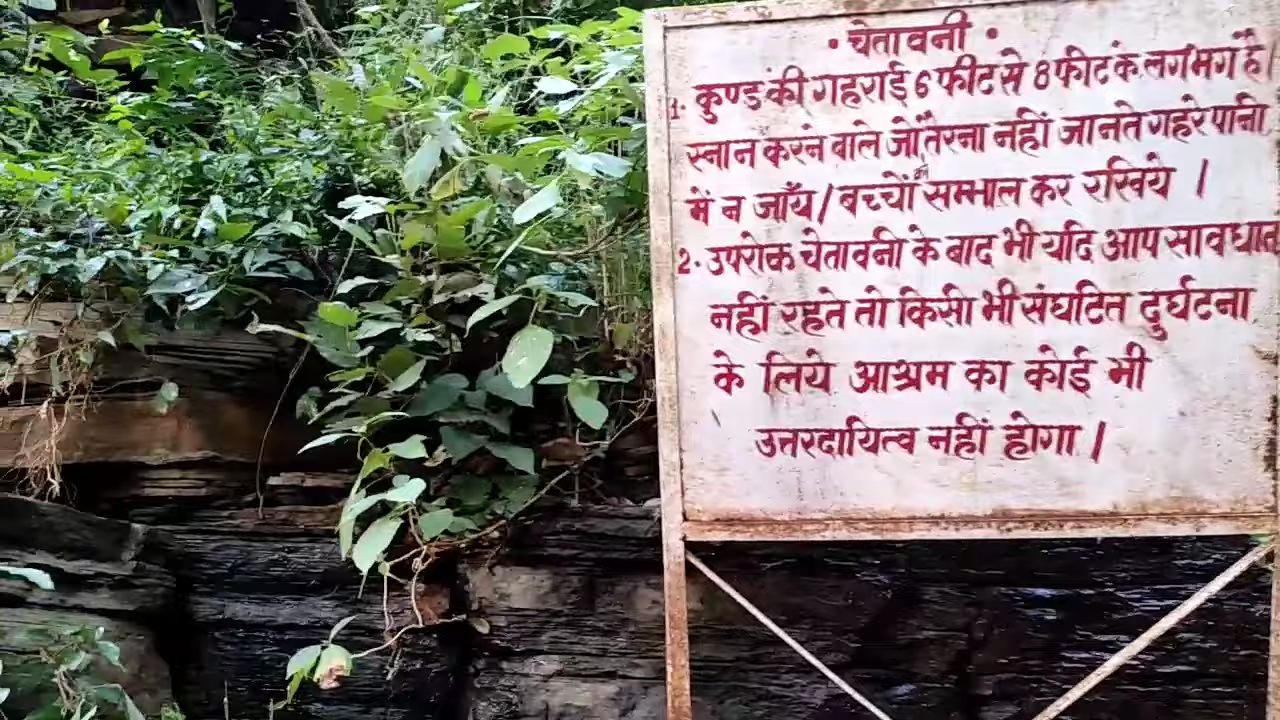 • चेतावनी •
1. कुण्ड की गहराई 6 फीट से 8 फीट के लगभग है।
स्नान करने वाले जो तैरना नहीं जानते गहरे पानी
में न जाँय / बच्चों को सम्भाल कर रखिये ।
2. उपरोक्त चेतावनी के बाद भी यदि आप सावधान
नहीं रहते तो किसी भी संघटित दुर्घटना
के लिये आश्रम का कोई भी
उत्तरदायित्व नहीं होगा ।